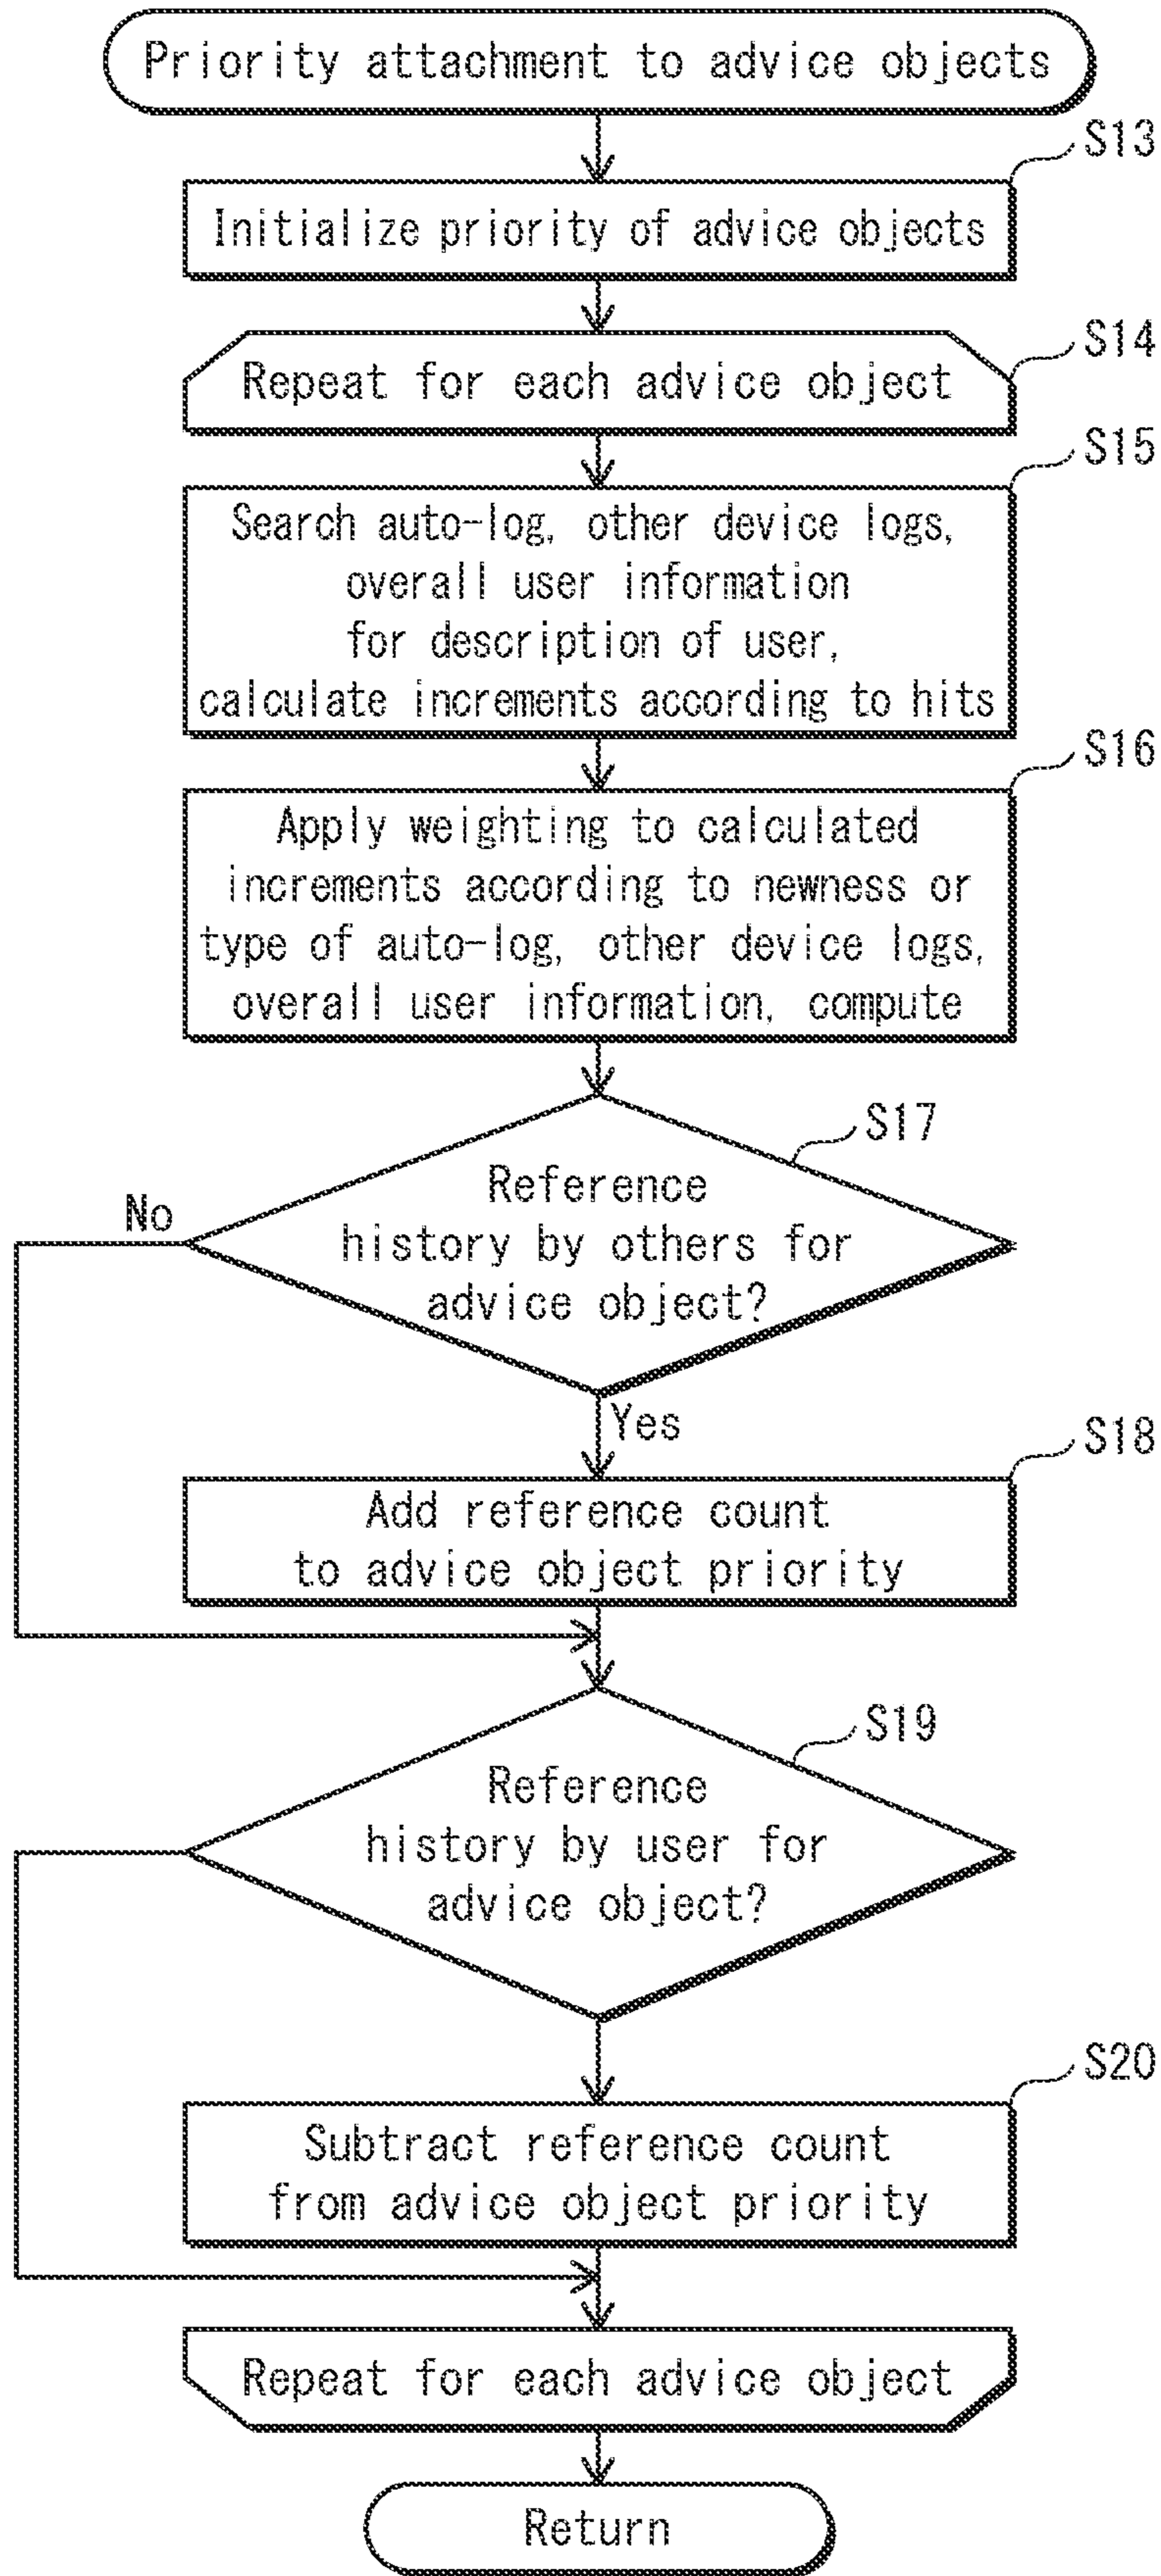 Priority attachment to advice objects
S13
Initialize priority of advice objects
S14
Repeat for each advice object
S15
Search auto-log, other device logs,
overall user information
for description of user,
calculate increments according to hits
S16
Apply weighting to calculated
increments according to newness or
type of auto-log, other device logs,
overall user information, compute
S17
Reference
history by others for
advice object?
No
Yes
S18
Add reference count
to advice object priority
S19
Reference
history by user for
advice object?
S20
Subtract reference count
from advice object priority
Repeat for each advice object
Return